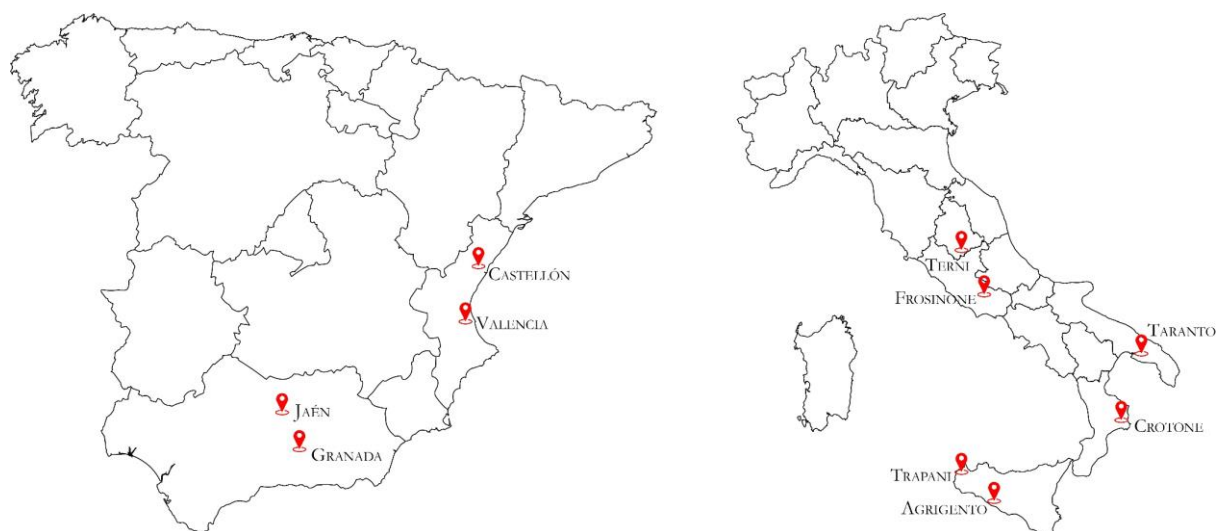 Castellón
Valencia
Jaén
Granada
Terni
Frosinone
Taranto
Crotone
Trapani
Agrigento